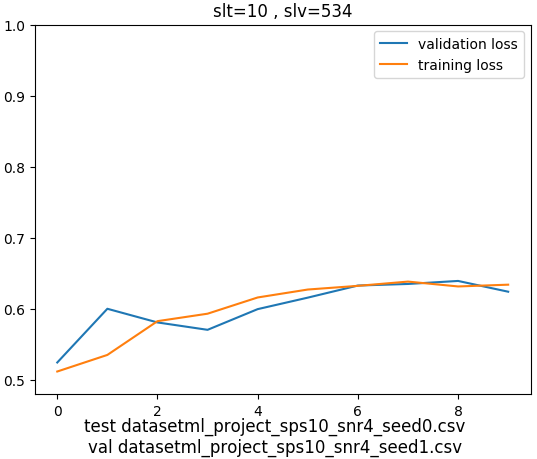 slt=10 , slv=534
1.0
validation loss
training loss
0.9
0.8
0.7
0.6
0.5
0 2 4 6 8
test datasetml_project_sps10_snr4_seed0.csv
val datasetml_project_sps10_snr4_seed1.csv